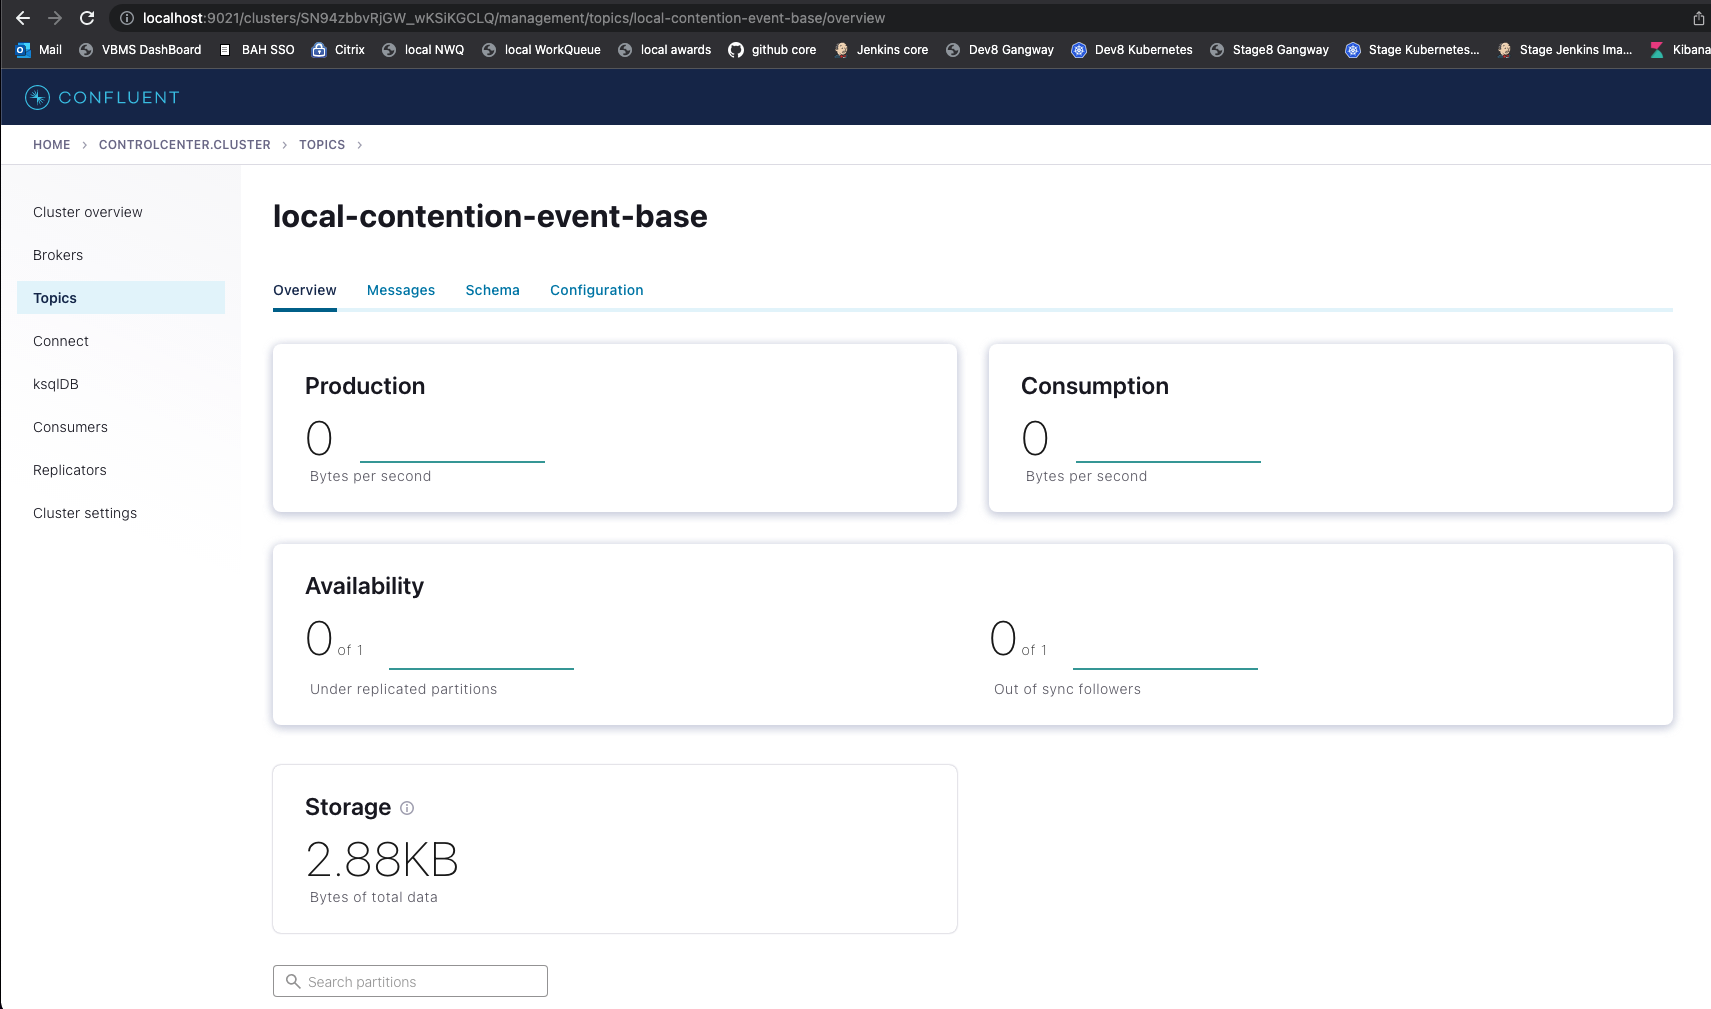 localhost:9021/clusters/SN94zbbvRjGW_wKSiKGCLQ/management/topics/local-contention-event-base/overview
Mail VBMS DashBoard BAH SSO Citrix local NWQ local WorkQueue local awards github core Jenkins core Dev8 Gangway Dev8 Kubernetes Stage8 Gangway Stage Kubernetes... Stage Jenkins Ima... Kibana
CONFLUENT
HOME > CONTROLCENTER.CLUSTER > TOPICS >
Cluster overview
Brokers
Topics
Connect
ksqlDB
Consumers
Replicators
Cluster settings
local-contention-event-base
Overview Messages Schema Configuration
Production
0
Bytes per second
Consumption
0
Bytes per second
Availability
0 of 1
Under replicated partitions
0 of 1
Out of sync followers
Storage
2.88KB
Bytes of total data
Search partitions